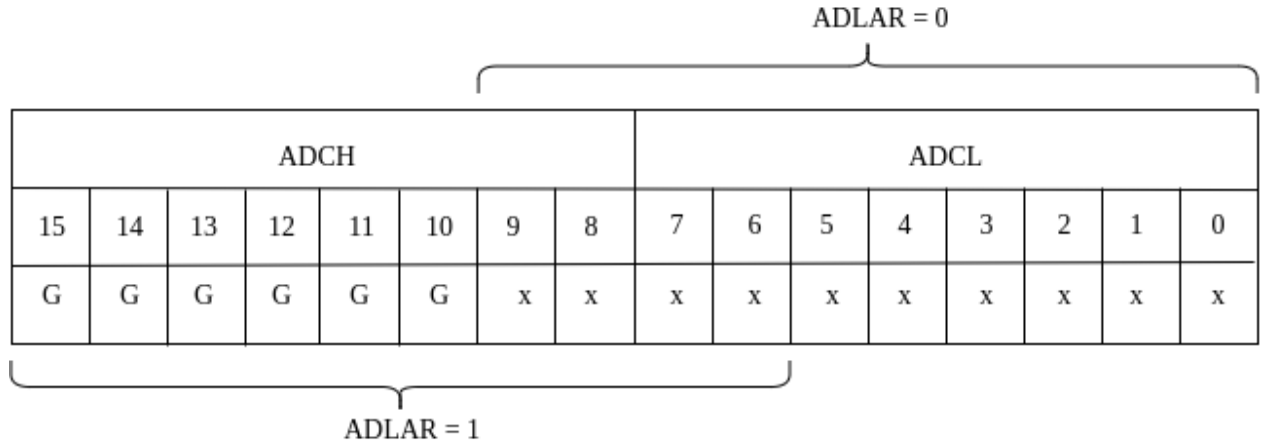 ADLAR = 0
ADCH ADCL
15 14 13 12 11 10 9 8 7 6 5 4 3 2 1 0
G G G G G G x x x x x x x x x x
ADLAR = 1